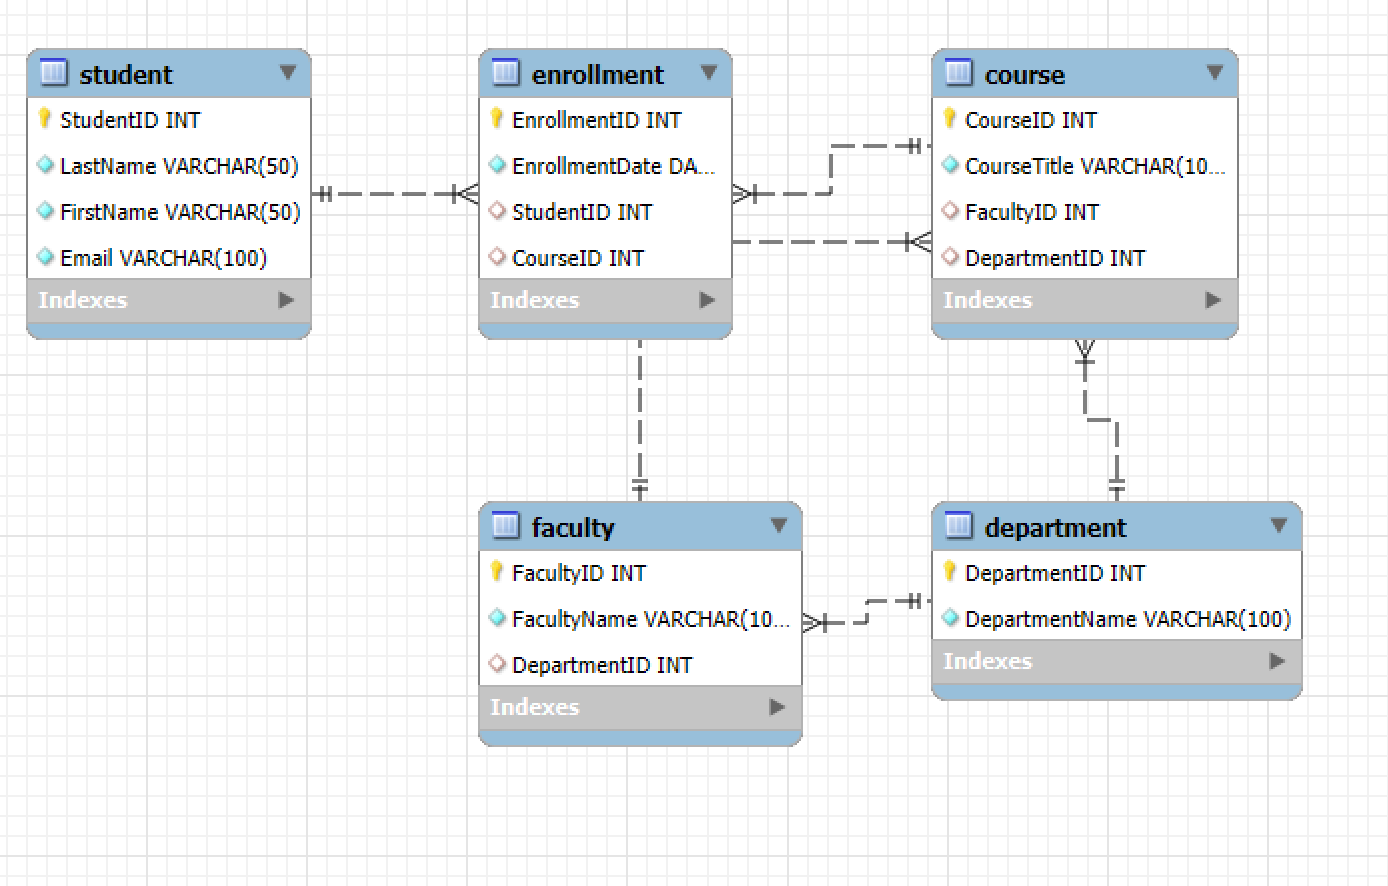 student
StudentID INT
LastName VARCHAR(50)
FirstName VARCHAR(50)
Email VARCHAR(100)
Indexes
enrollment
EnrollmentID INT
EnrollmentDate DA...
StudentID INT
CourseID INT
Indexes
course
CourseID INT
CourseTitle VARCHAR(10...
FacultyID INT
DepartmentID INT
Indexes
faculty
FacultyID INT
FacultyName VARCHAR(10...
DepartmentID INT
Indexes
department
DepartmentID INT
DepartmentName VARCHAR(100)
Indexes